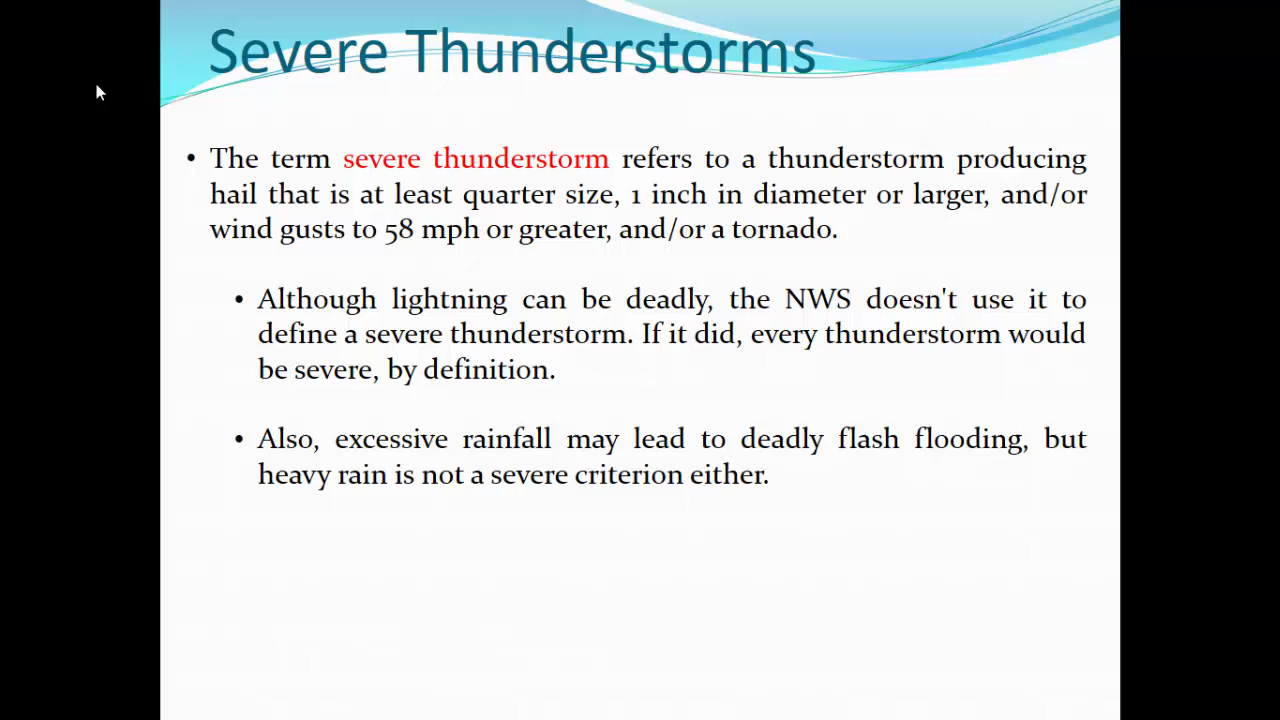 Severe Thunderstorms
• The term severe thunderstorm refers to a thunderstorm producing
hail that is at least quarter size, 1 inch in diameter or larger, and/or
wind gusts to 58 mph or greater, and/or a tornado.
• Although lightning can be deadly, the NWS doesn't use it to
define a severe thunderstorm. If it did, every thunderstorm would
be severe, by definition.
• Also, excessive rainfall may lead to deadly flash flooding, but
heavy rain is not a severe criterion either.